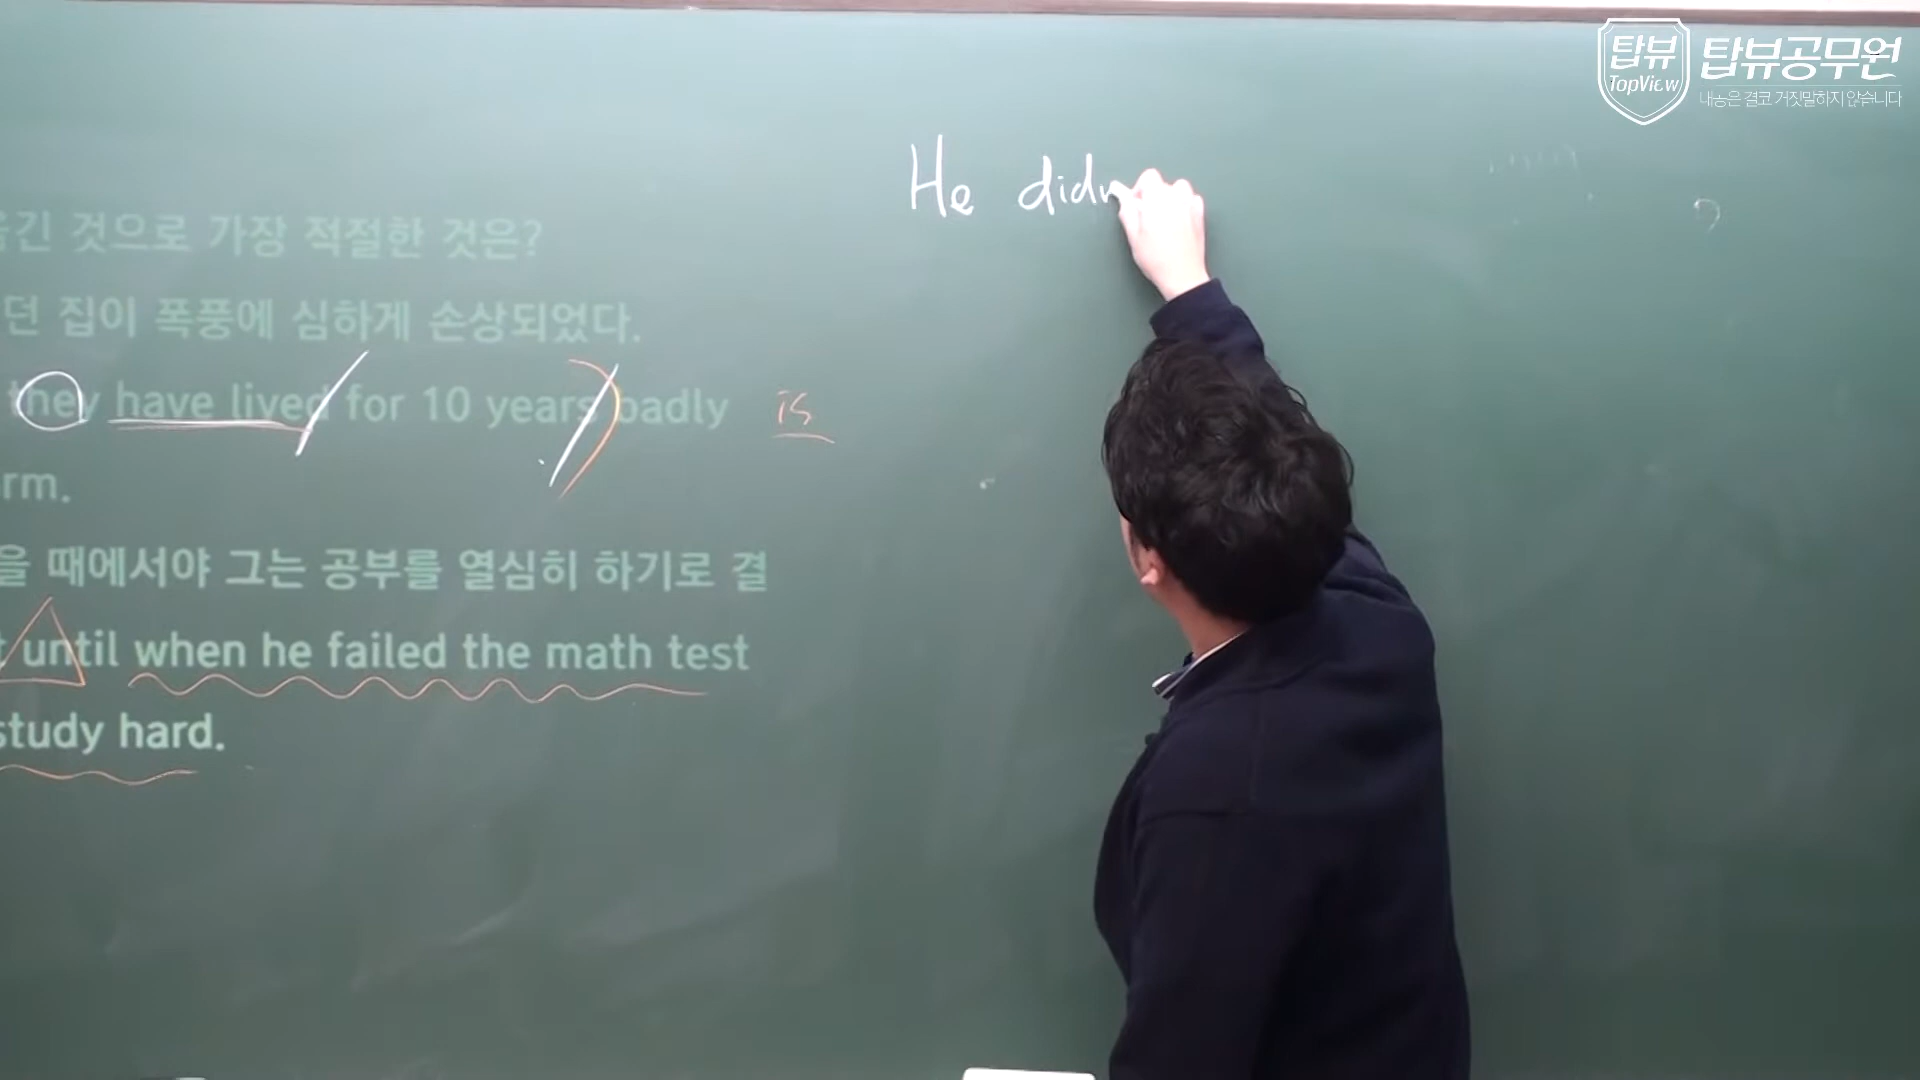 탑뷰
TopView
탑뷰공무원
내공은 결코 거짓말하지 않습니다
He didn
긴 것으로 가장 적절한 것은?
던 집이 폭풍에 심하게 손상되었다.
they have lived for 10 years badly is
rm.
을 때에서야 그는 공부를 열심히 하기로 결
t until when he failed the math test
study hard.